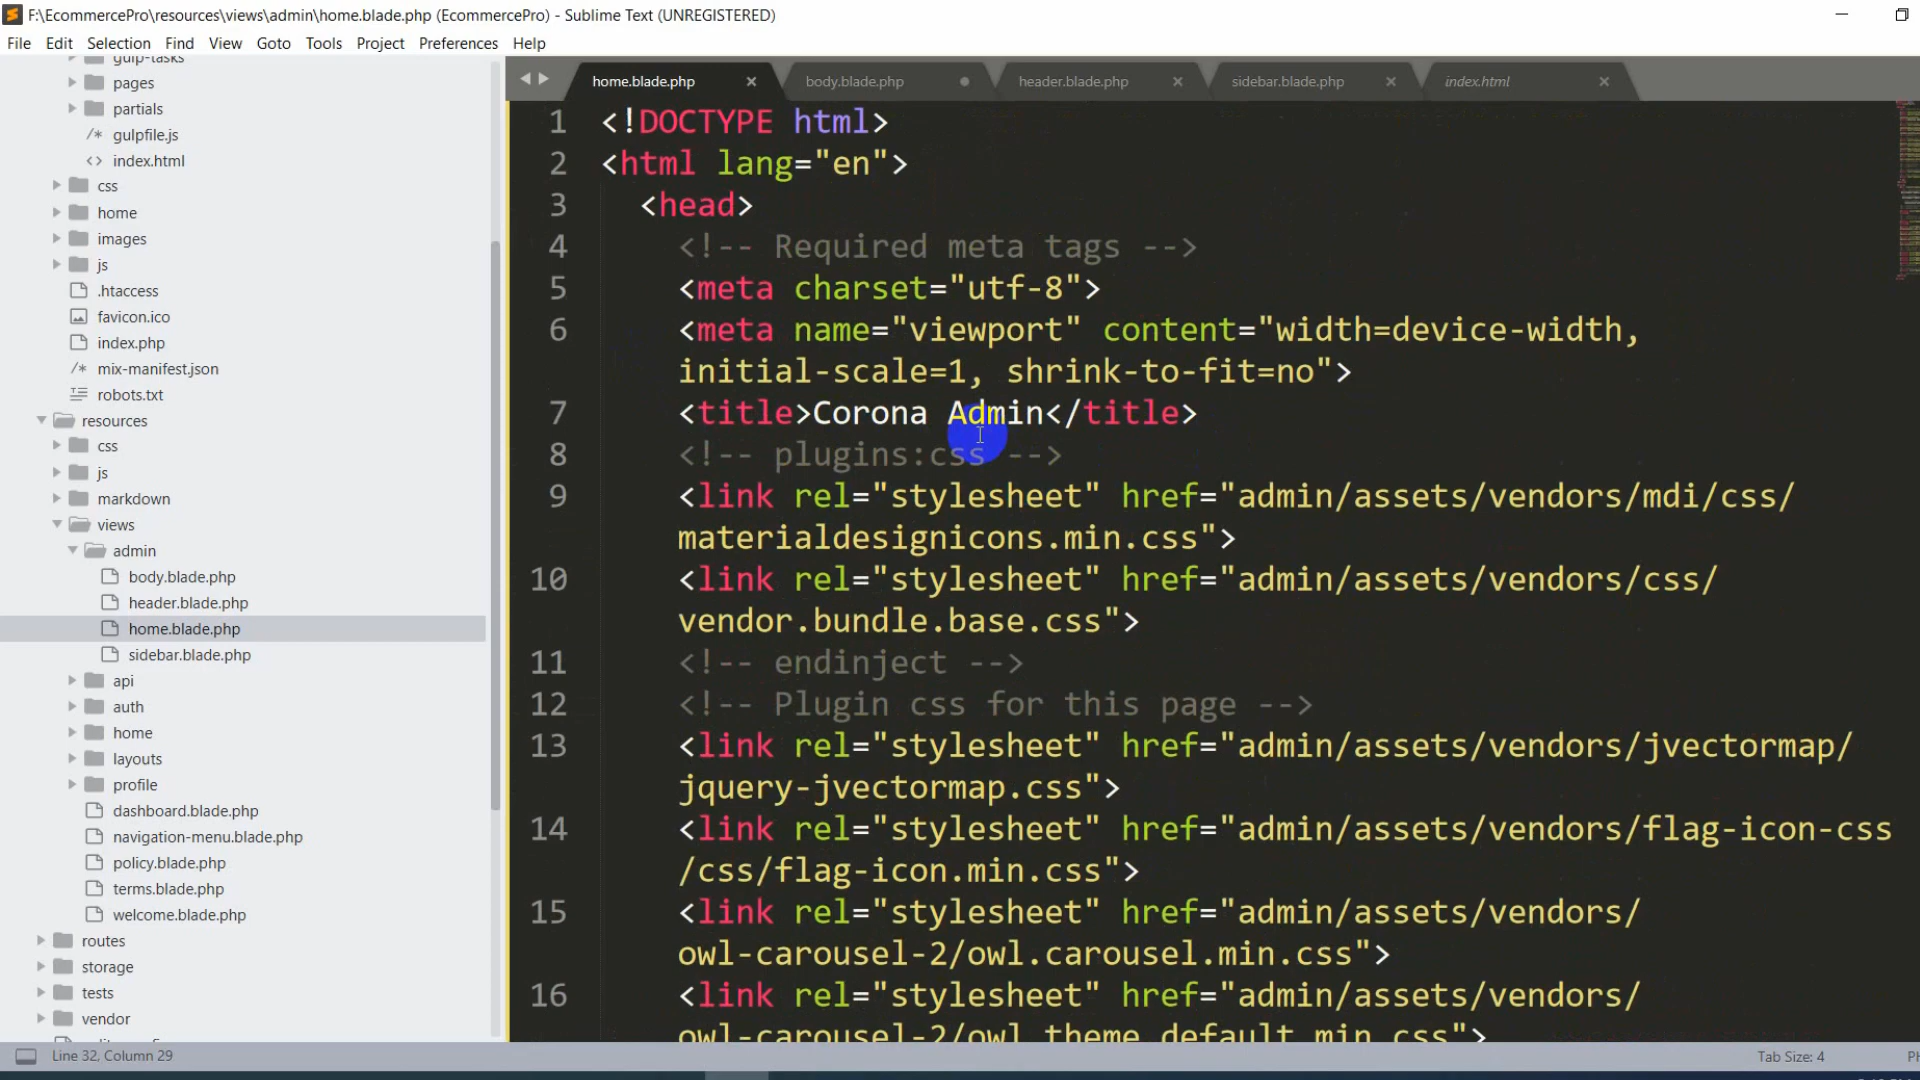 F:\EcommercePro\resources\views\admin\home.blade.php (EcommercePro) - Sublime Text (UNREGISTERED)
File Edit Selection Find View Goto Tools Project Preferences Help
gulp-tasks
pages
partials
gulpfile.js
index.html
css
home
images
js
.htaccess
favicon.ico
index.php
mix-manifest.json
robots.txt
resources
css
js
markdown
views
admin
body.blade.php
header.blade.php
home.blade.php
sidebar.blade.php
api
auth
home
layouts
profile
dashboard.blade.php
navigation-menu.blade.php
policy.blade.php
terms.blade.php
welcome.blade.php
routes
storage
tests
vendor
home.blade.php body.blade.php header.blade.php sidebar.blade.php index.html
1 <!DOCTYPE html>
2 <html lang="en">
3 <head>
4 <!-- Required meta tags -->
5 <meta charset="utf-8">
6 <meta name="viewport" content="width=device-width,
initial-scale=1, shrink-to-fit=no">
7 <title>Corona Admin</title>
8 <!-- plugins:css -->
9 <link rel="stylesheet" href="admin/assets/vendors/mdi/css/
materialdesignicons.min.css">
10 <link rel="stylesheet" href="admin/assets/vendors/css/
vendor.bundle.base.css">
11 <!-- endinject -->
12 <!-- Plugin css for this page -->
13 <link rel="stylesheet" href="admin/assets/vendors/jvectormap/
jquery-jvectormap.css">
14 <link rel="stylesheet" href="admin/assets/vendors/flag-icon-css
/css/flag-icon.min.css">
15 <link rel="stylesheet" href="admin/assets/vendors/
owl-carousel-2/owl.carousel.min.css">
16 <link rel="stylesheet" href="admin/assets/vendors/
owl-carousel-2/owl.theme.default.min.css">
Line 32, Column 29 Tab Size: 4